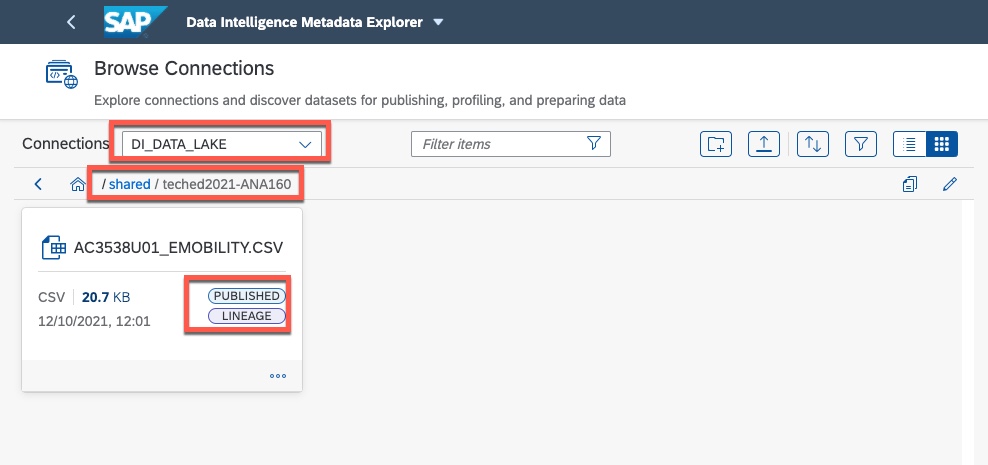 SAP Data Intelligence Metadata Explorer
Browse Connections
Explore connections and discover datasets for publishing, profiling, and preparing data
Connections DI_DATA_LAKE Filter items
/ shared / teched2021-ANA160
AC3538U01_EMOBILITY.CSV
CSV 20.7 KB PUBLISHED
LINEAGE
12/10/2021, 12:01